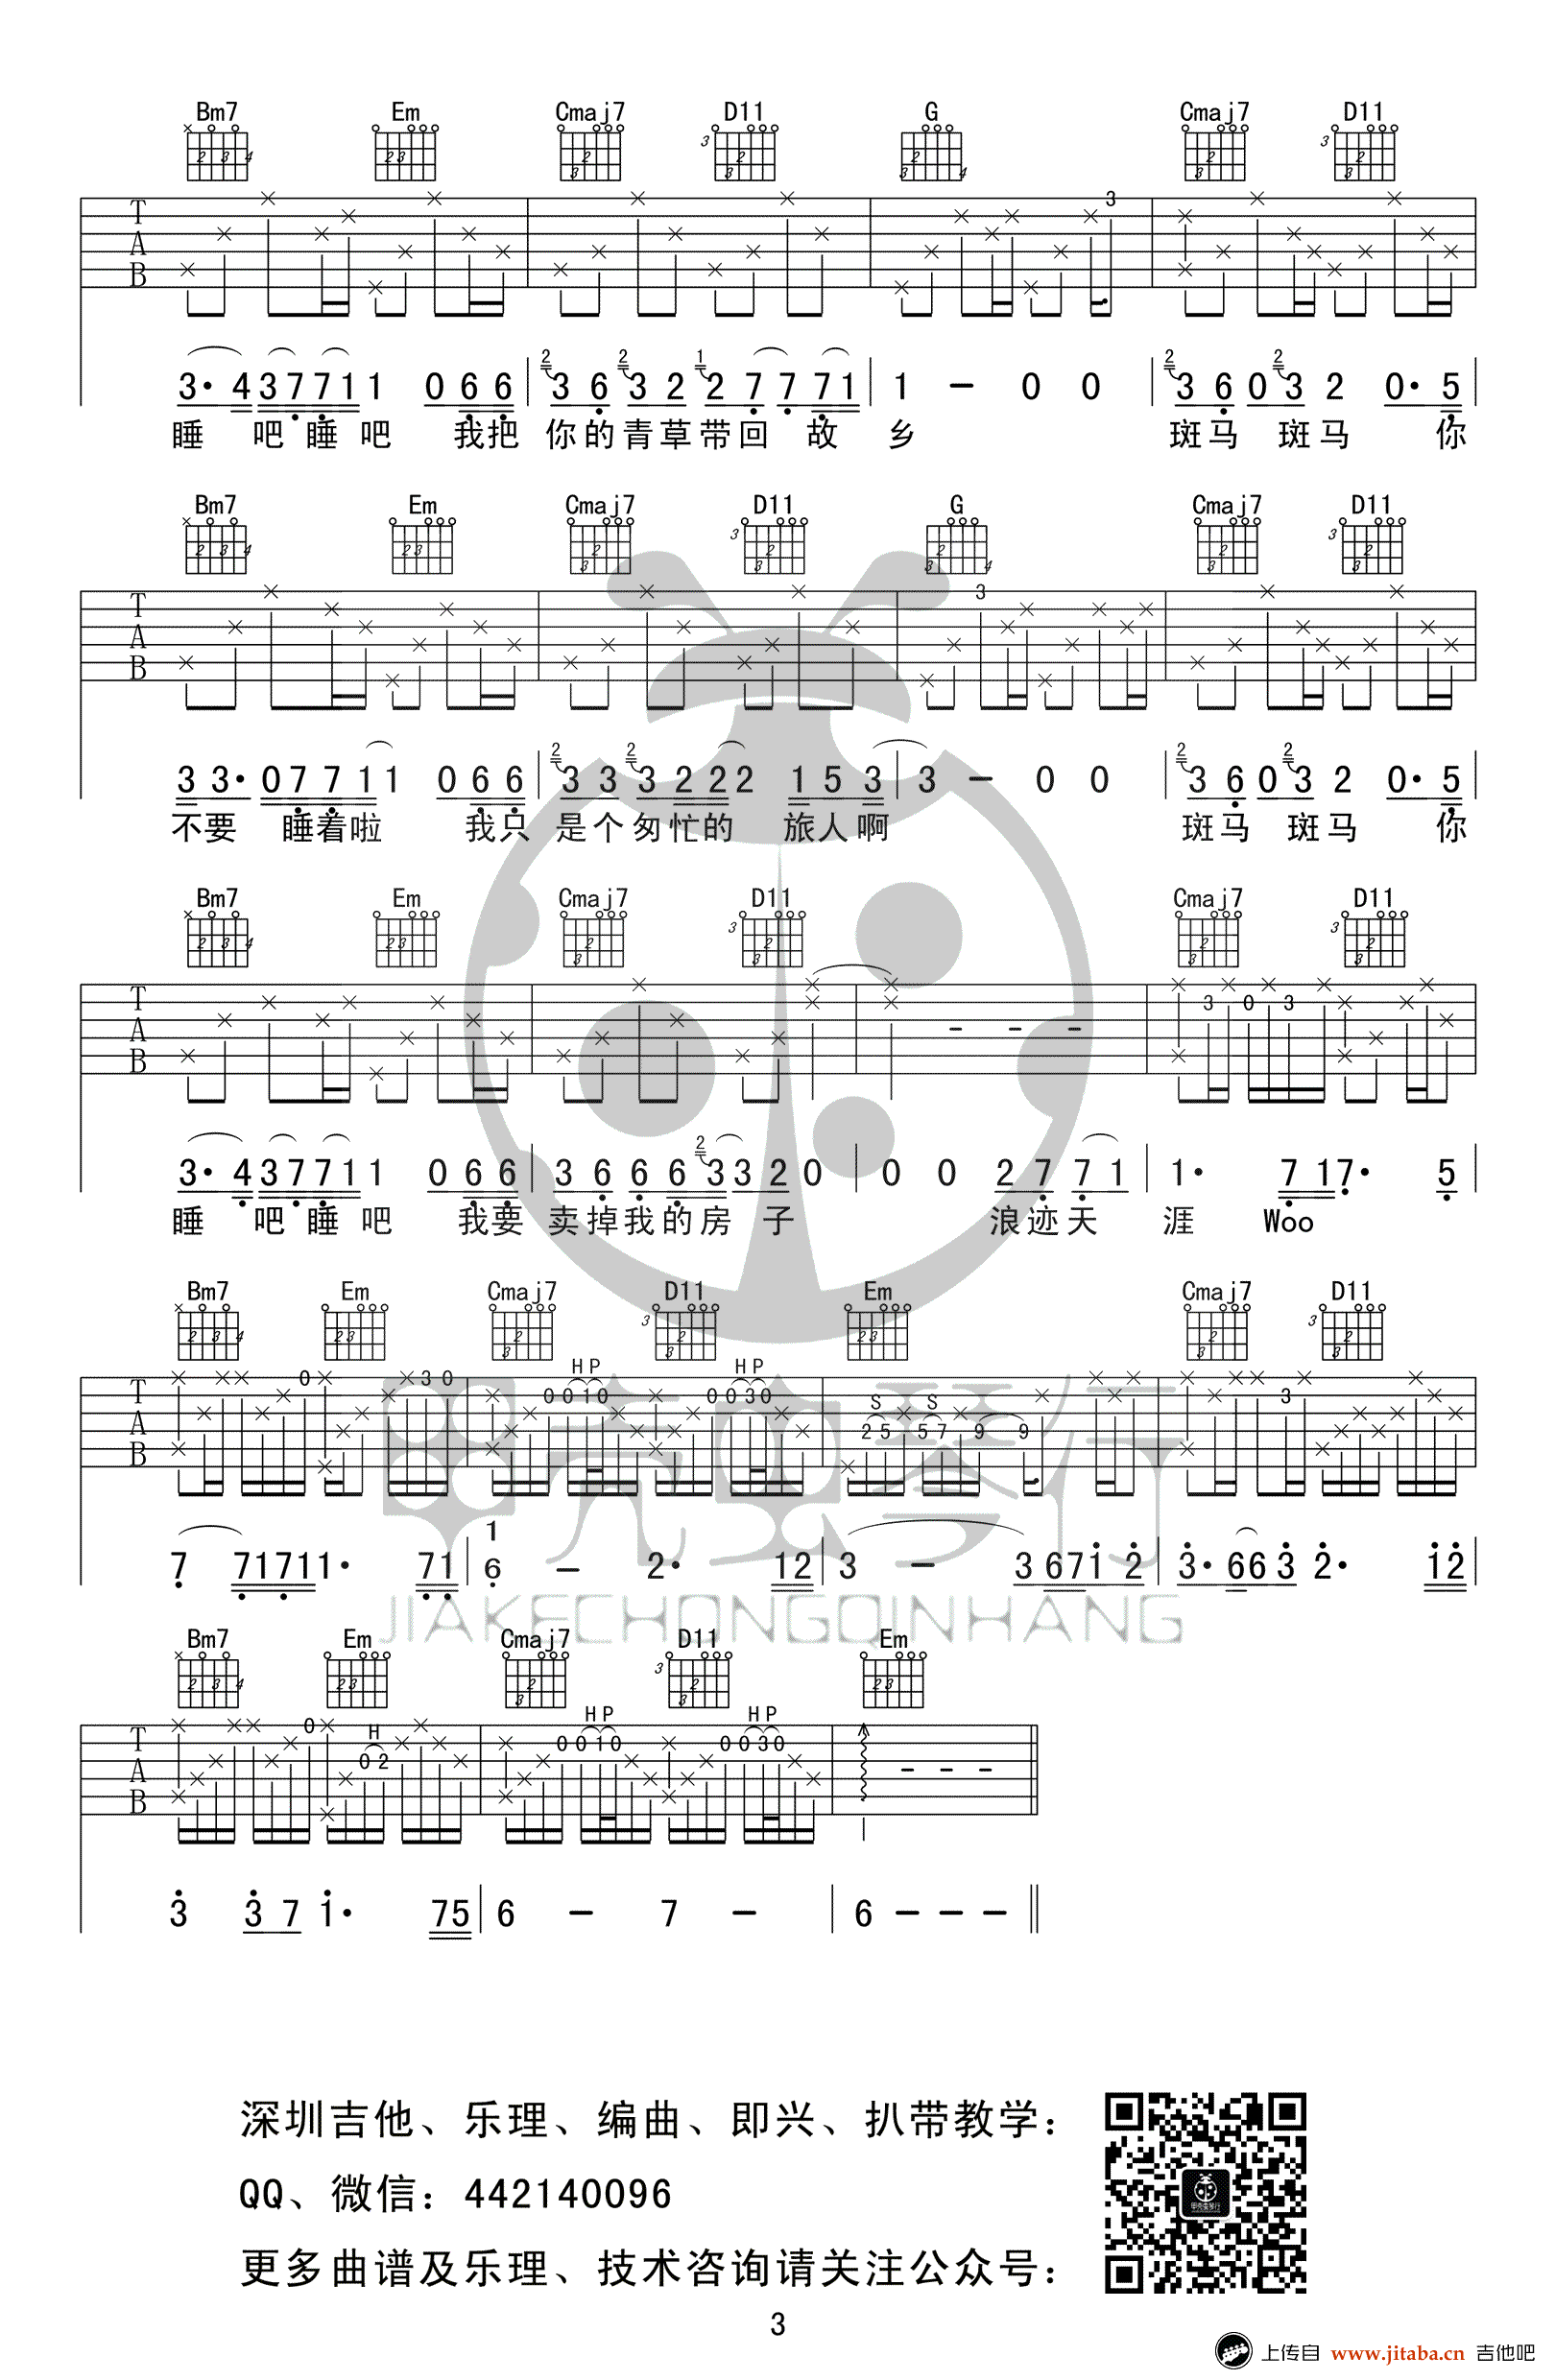 Bm7 Em Cmaj7 D11 G Cmaj7 D11
T A B
3· 4 3 7 7 1 1 0 6 6 | 3 6 3 2 2 7 7 7 1 | 1 - 0 0 | 3 6 0 3 2 0· 5
睡 吧 睡 吧 我把 你的青草带回 故 乡 斑马 斑马 你
Bm7 Em Cmaj7 D11 G Cmaj7 D11
T A B
3 3· 0 7 7 1 1 0 6 6 | 3 3 3 2 2 2 1 5 3 | 3 - 0 0 | 3 6 0 3 2 0· 5
不要 睡着啦 我只 是个匆忙的 旅人啊 斑马 斑马 你
Bm7 Em Cmaj7 D11 Cmaj7 D11
T A B
3· 4 3 7 7 1 1 0 6 6 | 3 6 6 6 3 3 2 0 | 0 0 2 7 7 1 | 1· 7 1 7· 5
睡 吧 睡 吧 我要 卖掉我的房 子 浪迹天 涯 Woo
Bm7 Em Cmaj7 D11 Em Cmaj7 D11
H P H P S S
T A B
7 7 1 7 1 1· 7 1 | 1 6 - 2· 1 2 | 3 - 3 6 7 1 2 | 3· 6 6 3 2· 1 2
甲壳虫琴行
JIAKECHONGQINHANG
Bm7 Em Cmaj7 D11 Em
H H P H P
T A B
3 3 7 1· 7 5 | 6 - 7 - | 6 - - -
深圳吉他、乐理、编曲、即兴、扒带教学：
QQ、微信：442140096
更多曲谱及乐理、技术咨询请关注公众号：
甲壳虫琴行
3
上传自 www.jitaba.cn 吉他吧